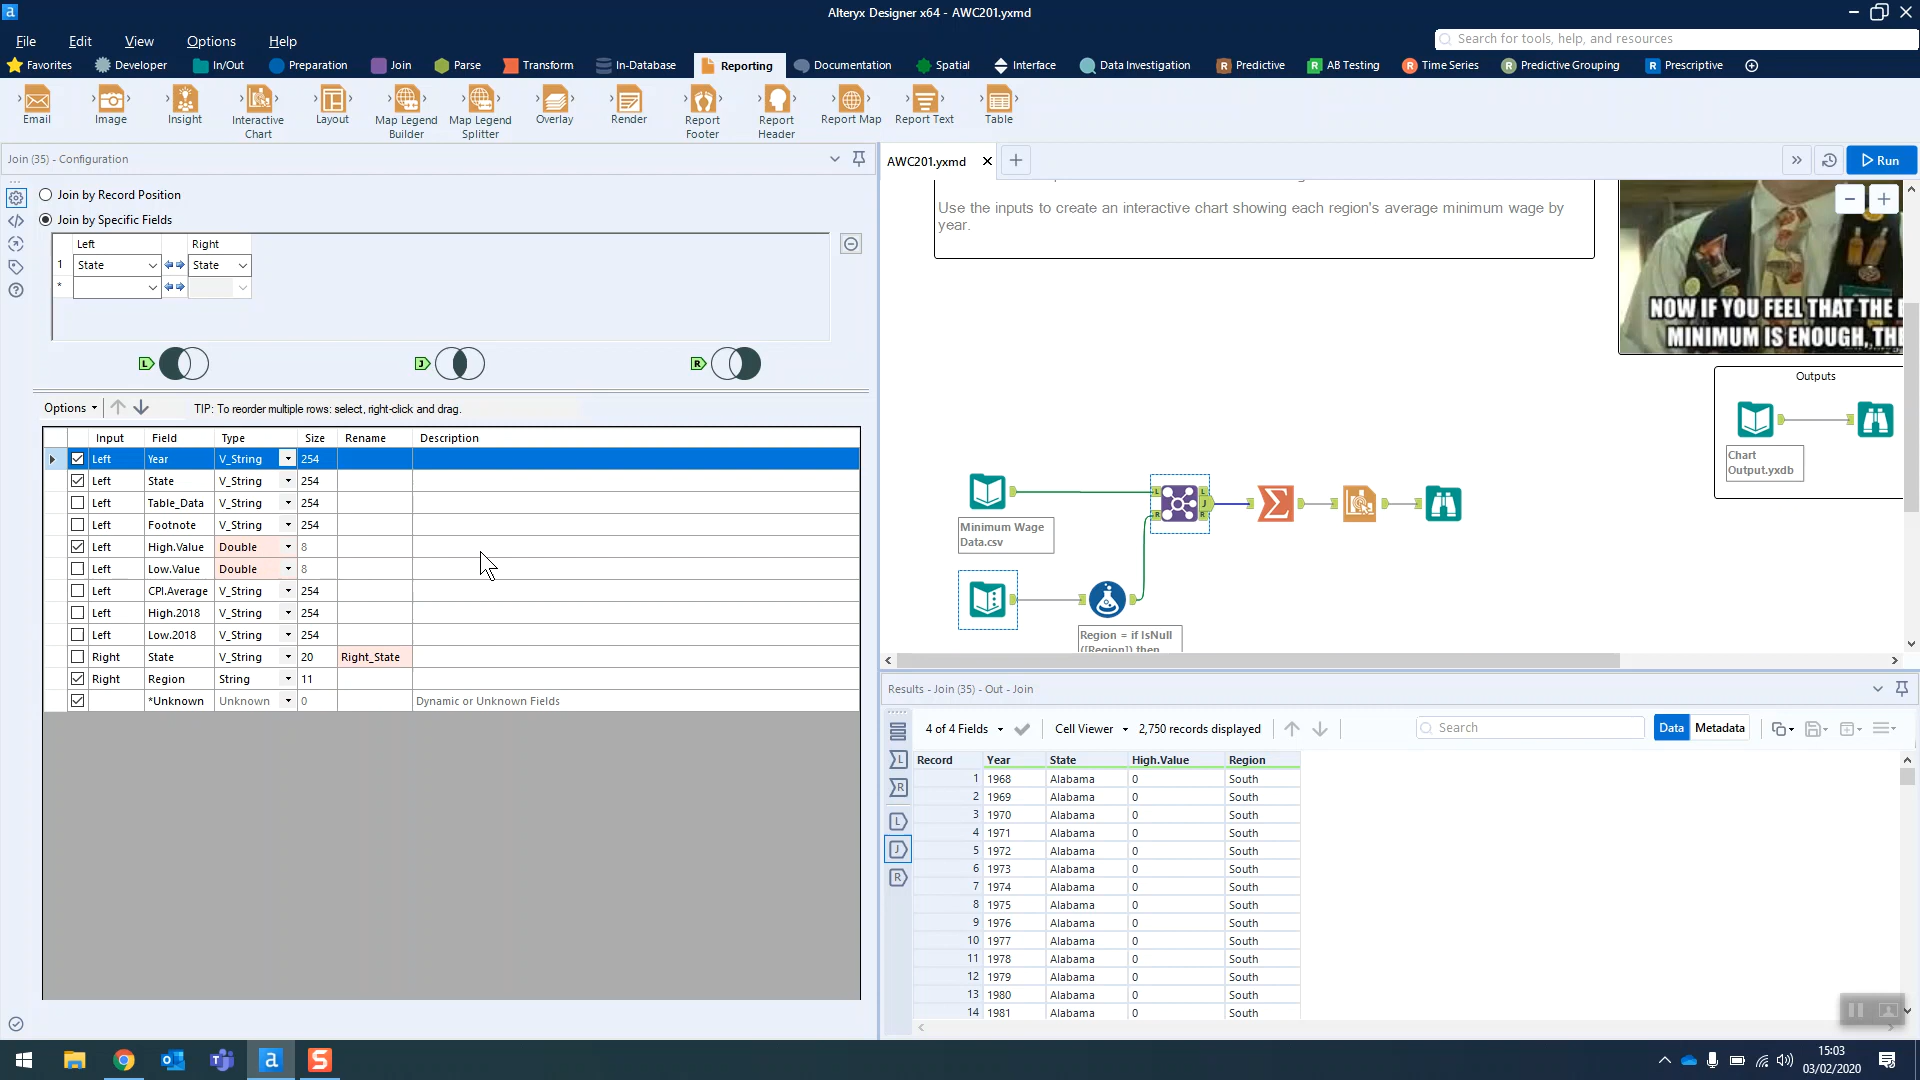 Alteryx Designer x64 - AWC201.yxmd
File Edit View Options Help
Search for tools, help, and resources
Favorites Developer In/Out Preparation Join Parse Transform In-Database Reporting Documentation Spatial Interface Data Investigation Predictive AB Testing Time Series Predictive Grouping Prescriptive
Email Image Insight Interactive Chart Layout Map Legend Builder Map Legend Splitter Overlay Render Report Footer Report Header Report Map Report Text Table
Join (35) - Configuration
Join by Record Position
Join by Specific Fields
Left Right
1 State State
*
L J R
Options TIP: To reorder multiple rows: select, right-click and drag.
Input Field Type Size Rename Description
Left Year V_String 254
Left State V_String 254
Left Table_Data V_String 254
Left Footnote V_String 254
Left High.Value Double 8
Left Low.Value Double 8
Left CPI.Average V_String 254
Left High.2018 V_String 254
Left Low.2018 V_String 254
Right State V_String 20 Right_State
Right Region String 11
*Unknown Unknown 0 Dynamic or Unknown Fields
AWC201.yxmd
Run
Use the inputs to create an interactive chart showing each region's average minimum wage by
year.
NOW IF YOU FEEL THAT THE
MINIMUM IS ENOUGH,
Outputs
Chart
Output.yxdb
Minimum Wage
Data.csv
L R L J R
Region = if IsNull
([Region]) then
Results - Join (35) - Out - Join
4 of 4 Fields Cell Viewer 2,750 records displayed Search Data Metadata
L R L J R
Record Year State High.Value Region
1 1968 Alabama 0 South
2 1969 Alabama 0 South
3 1970 Alabama 0 South
4 1971 Alabama 0 South
5 1972 Alabama 0 South
6 1973 Alabama 0 South
7 1974 Alabama 0 South
8 1975 Alabama 0 South
9 1976 Alabama 0 South
10 1977 Alabama 0 South
11 1978 Alabama 0 South
12 1979 Alabama 0 South
13 1980 Alabama 0 South
14 1981 Alabama 0 South
15:03
03/02/2020